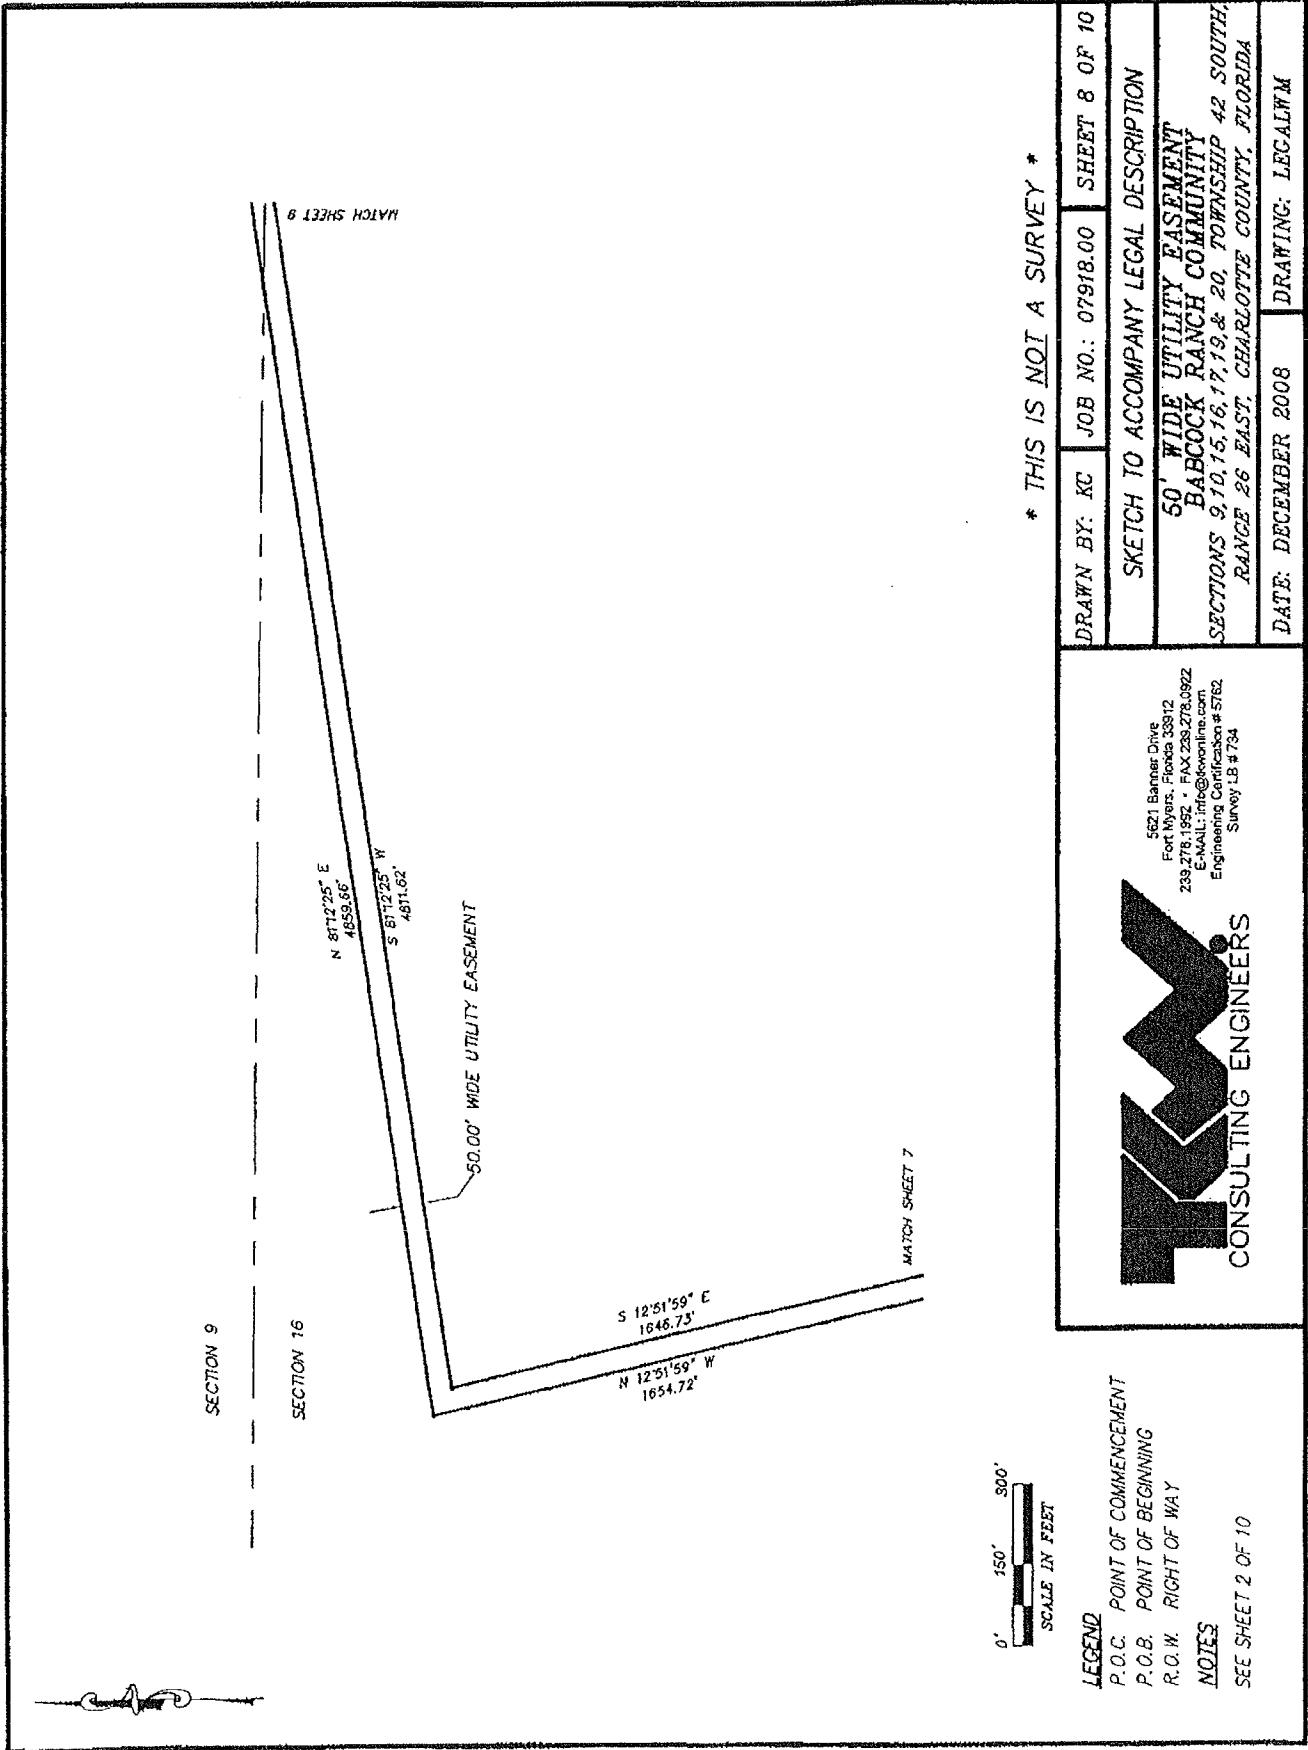 SECTION 9
SECTION 16
MATCH SHEET 9
N 81°12'25" E
4859.66'
S 81°12'25" W
4811.62'
50.00' WIDE UTILITY EASEMENT
S 12°51'59" E
1646.73'
N 12°51'59" W
1654.72'
MATCH SHEET 7
0' 150' 300'
SCALE IN FEET
* THIS IS NOT A SURVEY *
LEGEND
P.O.C. POINT OF COMMENCEMENT
P.O.B. POINT OF BEGINNING
R.O.W. RIGHT OF WAY
NOTES
SEE SHEET 2 OF 10
TKW
CONSULTING ENGINEERS
5621 Banner Drive
Fort Myers, Florida 33912
239.278.1992 • FAX 239.278.0922
E-MAIL: info@tkwonline.com
Engineering Certification # 5762
Survey LB # 734
DRAWN BY: KC
JOB NO.: 07918.00
SHEET 8 OF 10
SKETCH TO ACCOMPANY LEGAL DESCRIPTION
50' WIDE UTILITY EASEMENT
BABCOCK RANCH COMMUNITY
SECTIONS 9,10,15,16,17,19,& 20, TOWNSHIP 42 SOUTH,
RANGE 26 EAST, CHARLOTTE COUNTY, FLORIDA
DATE: DECEMBER 2008
DRAWING: LEGALWM